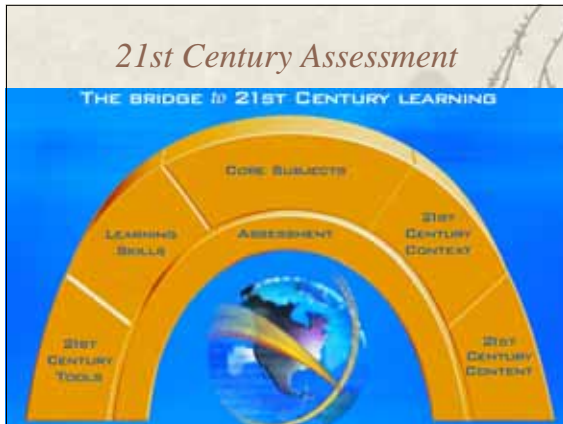 21st Century Assessment
THE BRIDGE to 21ST CENTURY LEARNING
CORE SUBJECTS
LEARNING
SKILLS
ASSESSMENT
21ST
CENTURY
CONTEXT
21ST
CENTURY
TOOLS
21ST
CENTURY
CONTENT